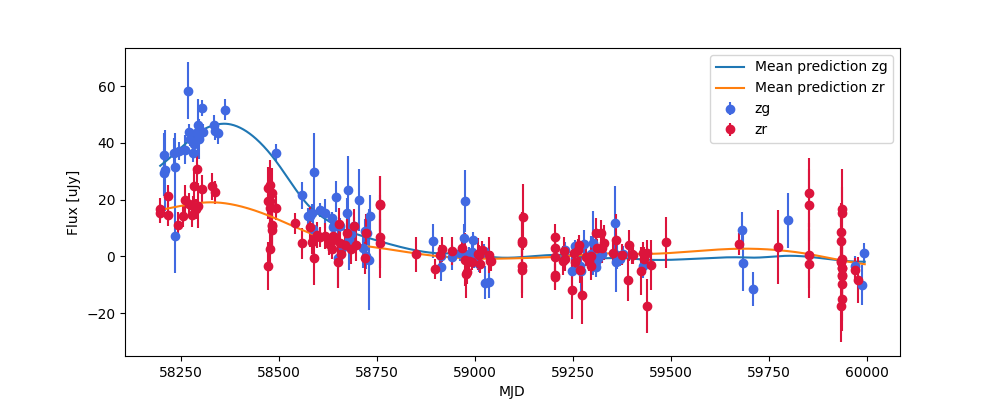 Mean prediction zg
Mean prediction zr
zg
zr
60
40
20
0
−20
Flux [uJy]
58250 58500 58750 59000 59250 59500 59750 60000
MJD